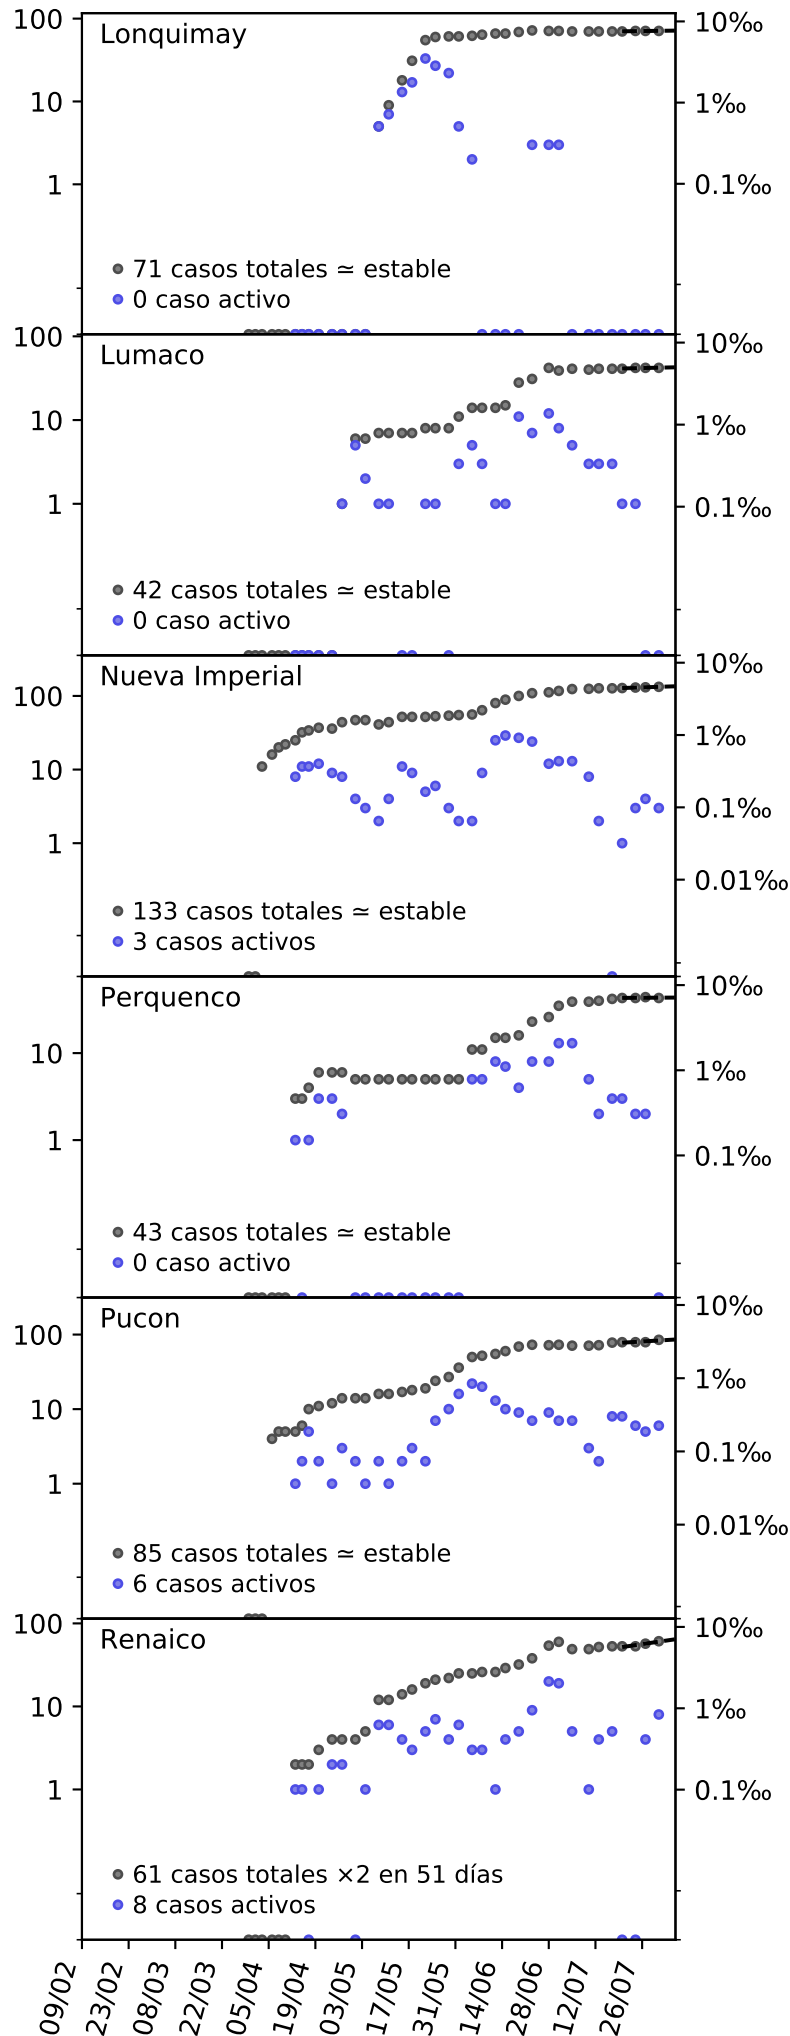 100
10
1
Lonquimay
10‰
1‰
0.1‰
71 casos totales ≃ estable
0 caso activo
100
10
1
Lumaco
10‰
1‰
0.1‰
42 casos totales ≃ estable
0 caso activo
100
10
1
Nueva Imperial
10‰
1‰
0.1‰
0.01‰
133 casos totales ≃ estable
3 casos activos
10
1
Perquenco
10‰
1‰
0.1‰
43 casos totales ≃ estable
0 caso activo
100
10
1
Pucon
10‰
1‰
0.1‰
0.01‰
85 casos totales ≃ estable
6 casos activos
100
10
1
Renaico
10‰
1‰
0.1‰
61 casos totales ×2 en 51 días
8 casos activos
09/02
23/02
08/03
22/03
05/04
19/04
03/05
17/05
31/05
14/06
28/06
12/07
26/07